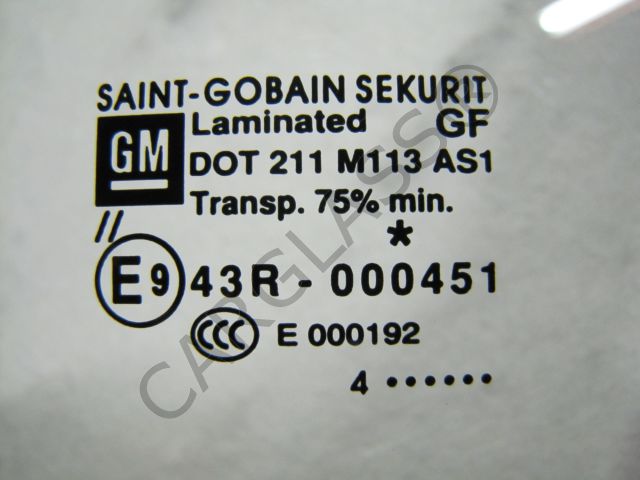 SAINT-GOBAIN SEKURIT
GM
Laminated GF
DOT 211 M113 AS1
Transp. 75% min.
//
*
E9 43R - 000451
CCC E 000192
4 ••••••
CARGLASS®